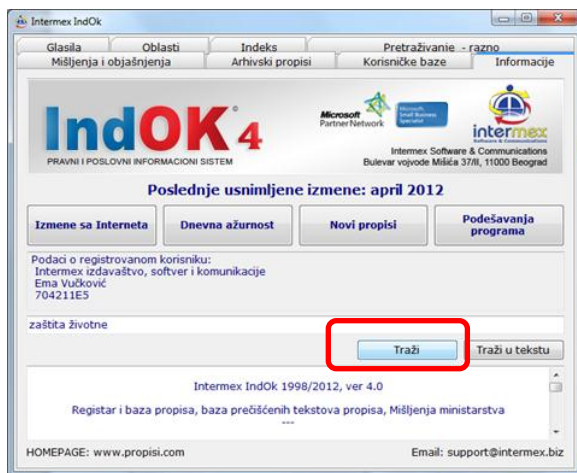 Intermex IndOk
Glasila Oblasti Indeks Pretraživanje - razno
Mišljenja i objašnjenja Arhivski propisi Korisničke baze Informacije
IndOK 4
PRAVNI I POSLOVNI INFORMACIONI SISTEM
Microsoft
Partner Network
Microsoft
Small Business
Specialist
intermex
Software & Communications
Intermex Software & Communications
Bulevar vojvode Mišića 37/II, 11000 Beograd
Poslednje usnimljene izmene: april 2012
Izmene sa Interneta
Dnevna ažurnost
Novi propisi
Podešavanja
programa
Podaci o registrovanom korisniku:
Intermex izdavaštvo, softver i komunikacije
Ema Vučković
704211E5
zaštita životne
Traži
Traži u tekstu
Intermex IndOk 1998/2012, ver 4.0
Registar i baza propisa, baza prečišćenih tekstova propisa, Mišljenja ministarstva
---
HOMEPAGE: www.propisi.com
Email: support@intermex.biz